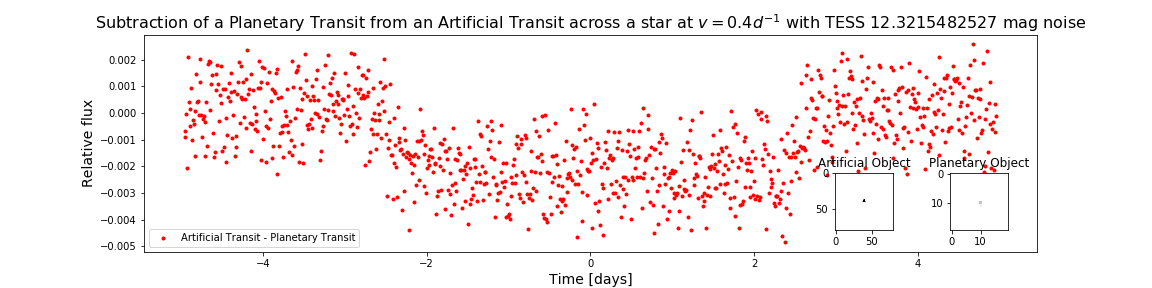 Subtraction of a Planetary Transit from an Artificial Transit across a star at v = 0.4d⁻¹ with TESS 12.3215482527 mag noise
Relative flux
0.002
0.001
0.000
−0.001
−0.002
−0.003
−0.004
−0.005
Artificial Transit - Planetary Transit
Artificial Object
0
50
0 50
Planetary Object
0
10
0 10
−4 −2 0 2 4
Time [days]